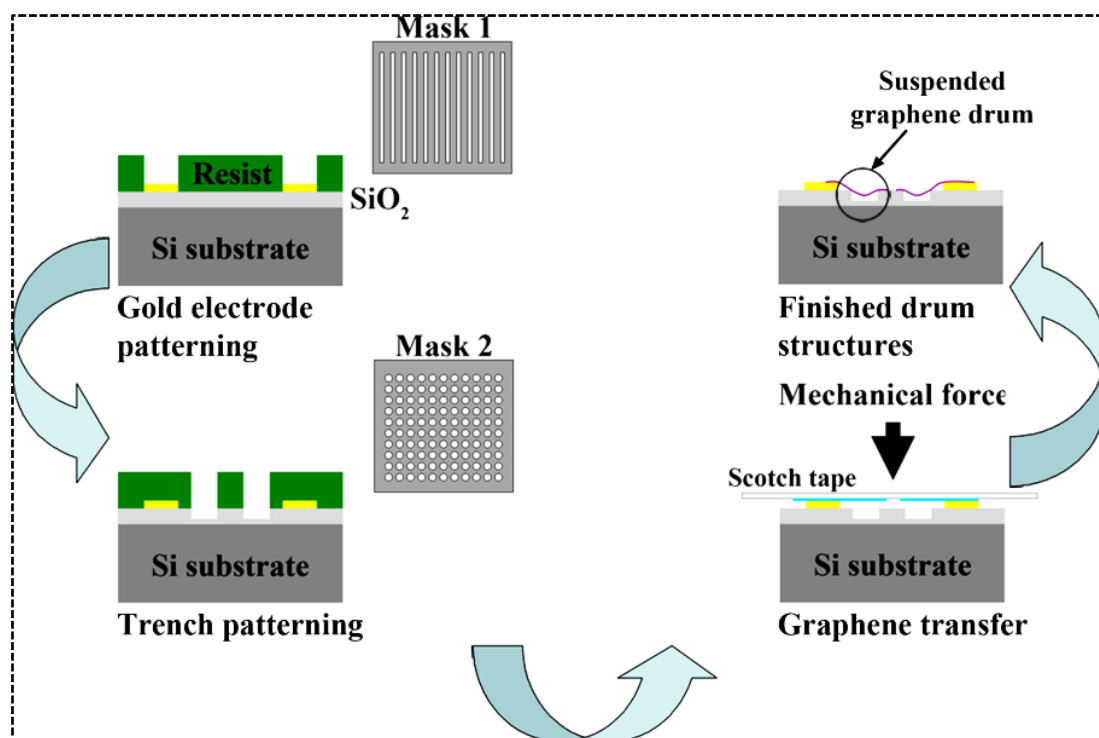 Mask 1
Resist
SiO₂
Si substrate
Gold electrode
patterning
Mask 2
Si substrate
Trench patterning
Suspended
graphene drum
Si substrate
Finished drum
structures
Mechanical force
Scotch tape
Si substrate
Graphene transfer